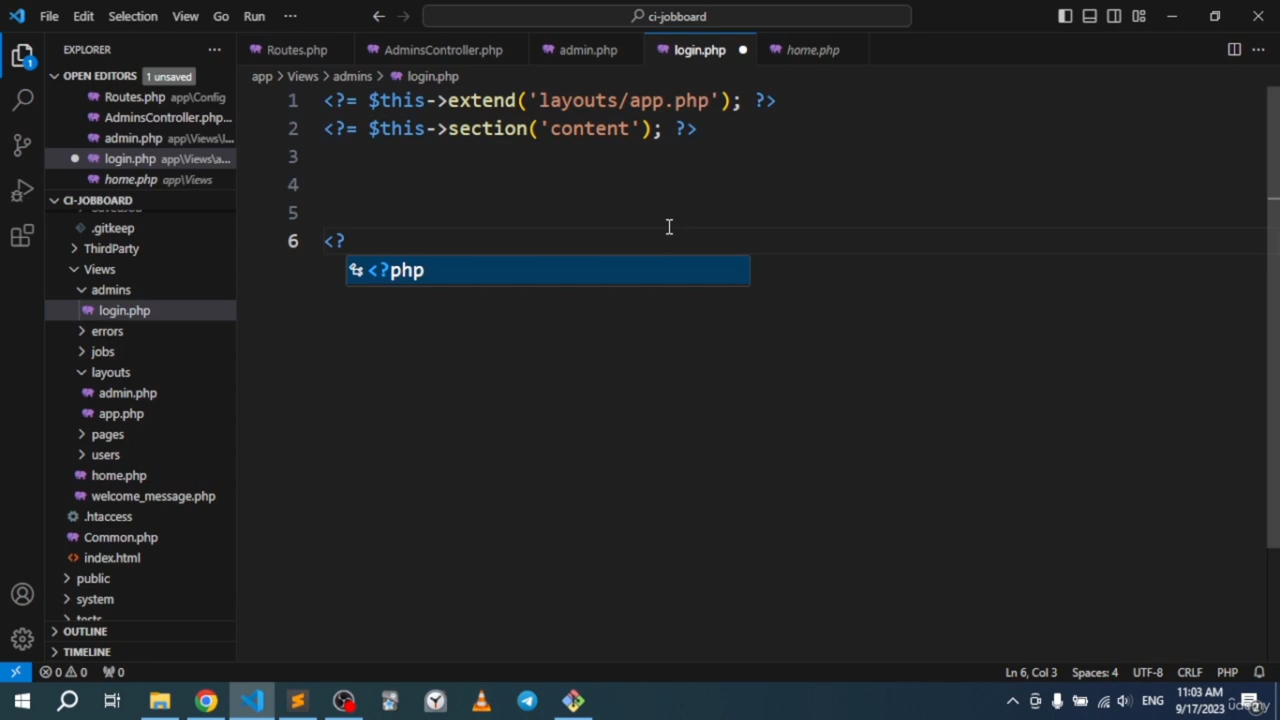 File Edit Selection View Go Run ··· ci-jobboard
EXPLORER ···
Routes.php AdminsController.php admin.php login.php home.php
OPEN EDITORS 1 unsaved
app > Views > admins > login.php
Routes.php app\Config
AdminsController.php...
admin.php app\Views\l...
login.php app\Views\a...
home.php app\Views
1 <?= $this->extend('layouts/app.php'); ?>
2 <?= $this->section('content'); ?>
3
4
5
6 <?
<?php
CI-JOBBOARD
.gitkeep
ThirdParty
Views
admins
login.php
errors
jobs
layouts
admin.php
app.php
pages
users
home.php
welcome_message.php
.htaccess
Common.php
index.html
public
system
tests
OUTLINE
TIMELINE
1
0 0 0 Ln 6, Col 3 Spaces: 4 UTF-8 CRLF PHP
ENG 11:03 AM
9/17/2023